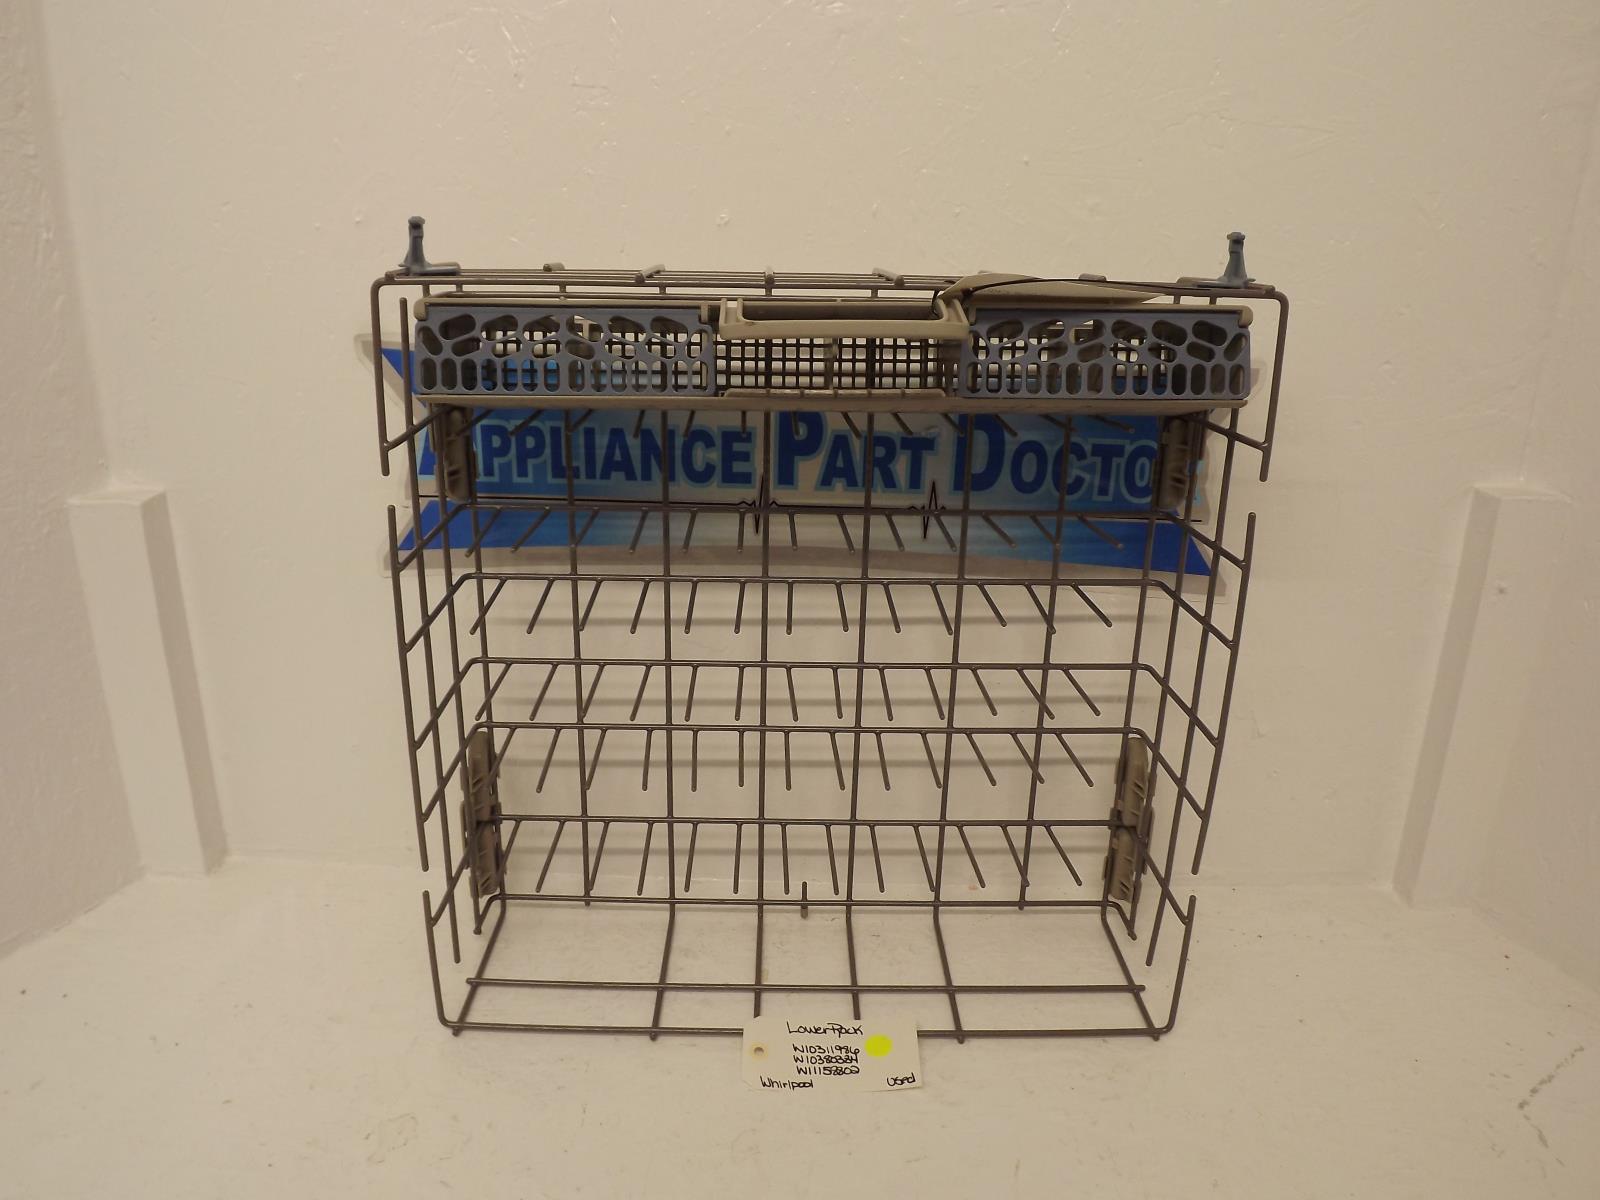 APPLIANCE PART DOCTOR
Lower Rack
W10311986
W10380384
W11158802
Whirlpool Used